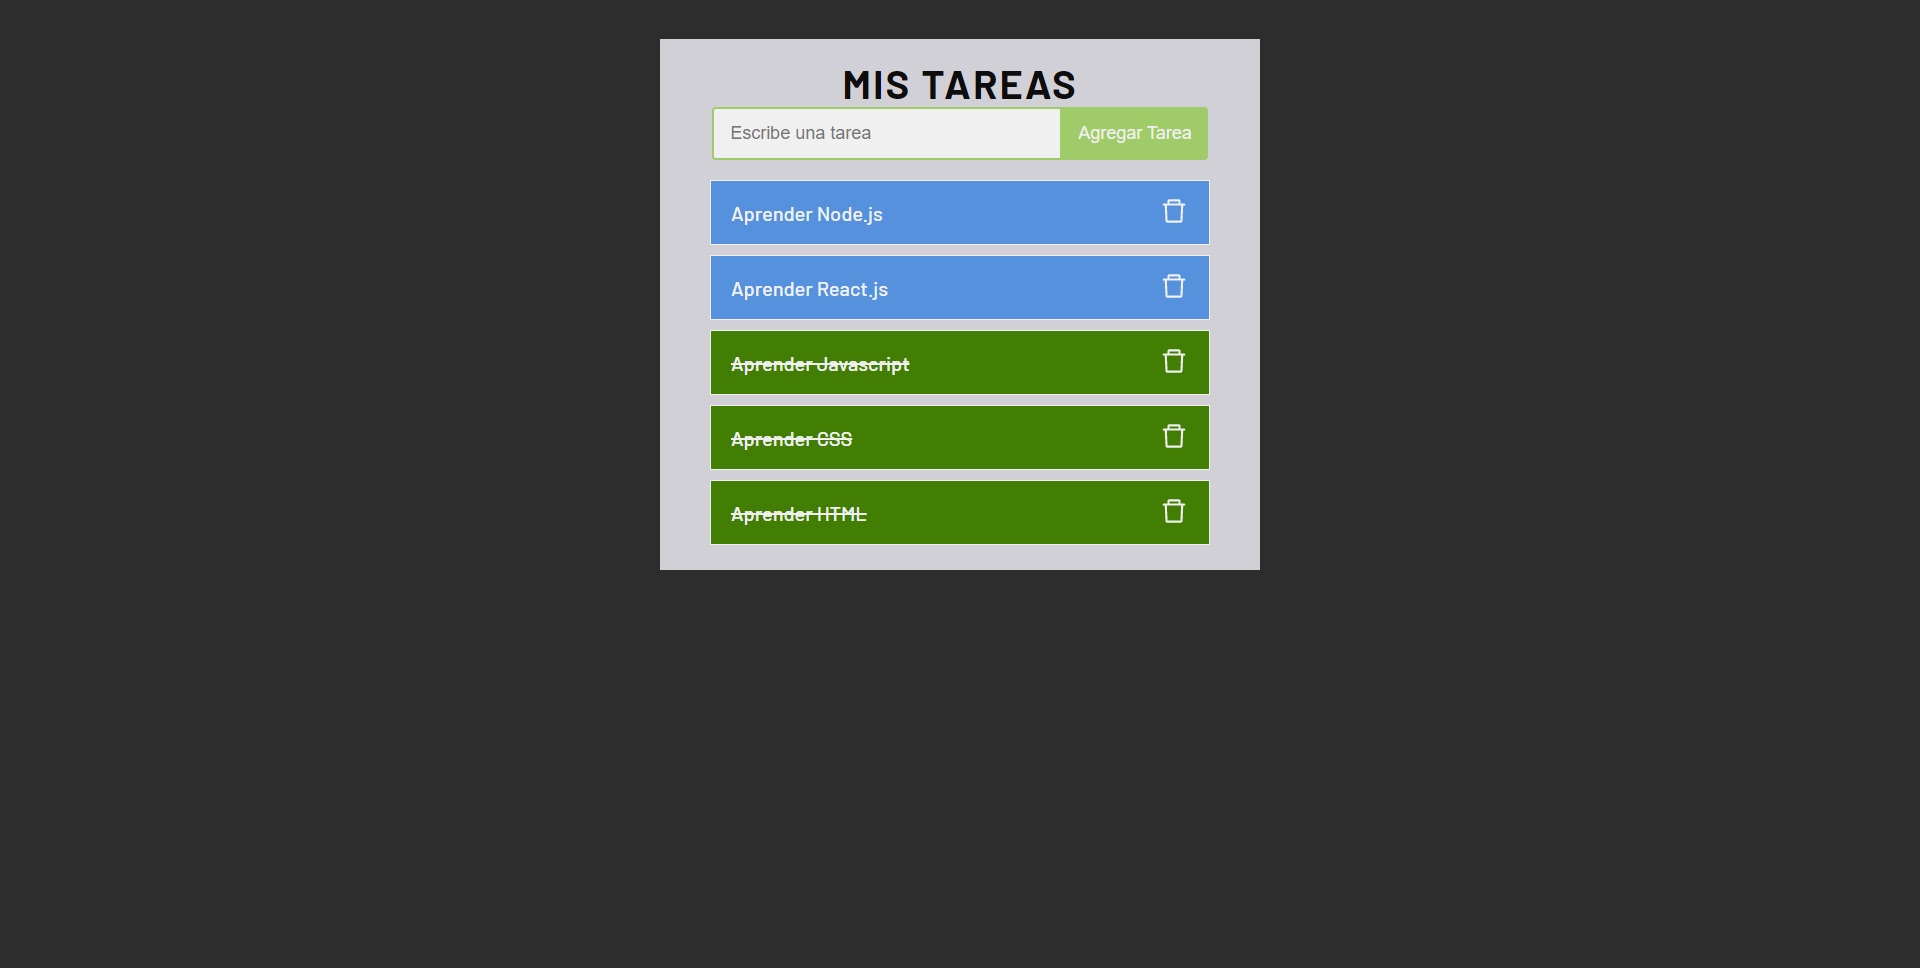 MIS TAREAS
Escribe una tarea
Agregar Tarea
Aprender Node.js
Aprender React.js
Aprender Javascript
Aprender CSS
Aprender HTML